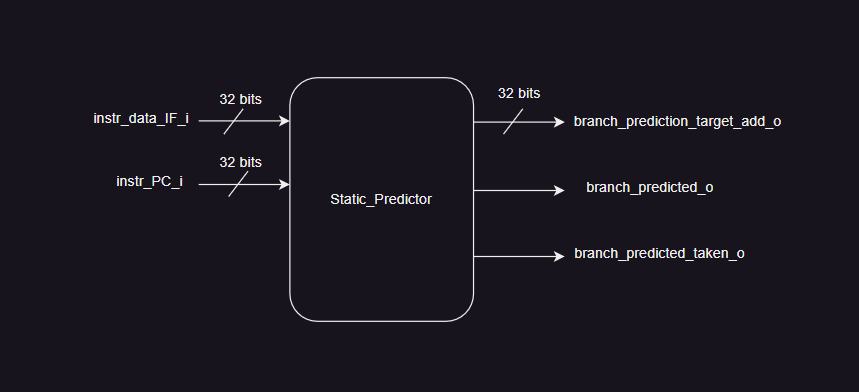 32 bits
instr_data_IF_i
32 bits
instr_PC_i
Static_Predictor
32 bits
branch_prediction_target_add_o
branch_predicted_o
branch_predicted_taken_o